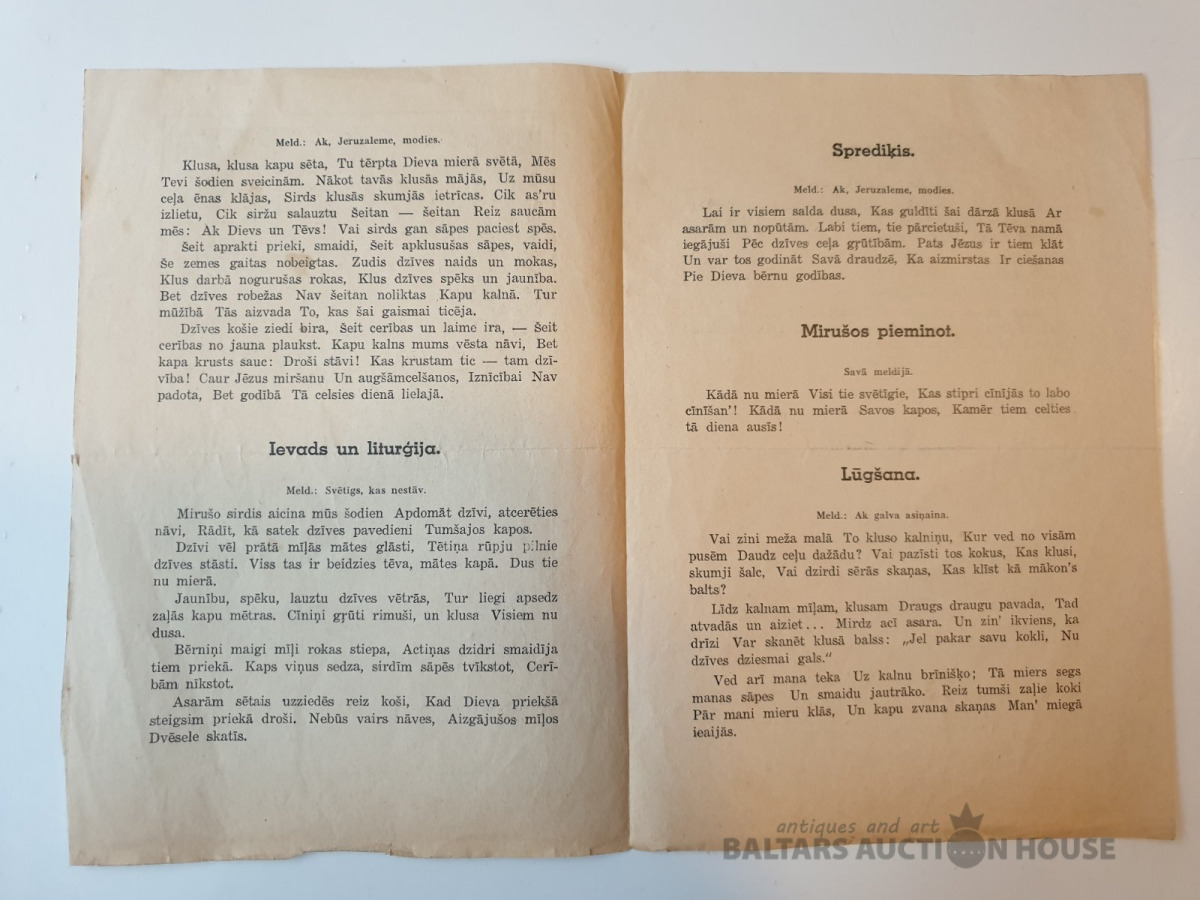 Meld.: Ak, Jeruzaleme, modies.
Klusa, klusa kapu sēta, Tu tērpta Dieva mierā svētā, Mēs
Tevi šodien sveicinām. Nākot tavās klusās mājās, Uz mūsu
ceļa ēnas klājas, Sirds klusās skumjās ietrīcas. Cik as'ru
izlietu, Cik siržu salauztu Šeitan — šeitan Reiz saucām
mēs: Ak Dievs un Tēvs! Vai sirds gan sāpes paciest spēs.
Šeit aprakti prieki, smaidi, Šeit apklusušas sāpes, vaidi,
Še zemes gaitas nobeigtas. Zudis dzīves naids un mokas,
Klus darbā nogurušas rokas, Klus dzīves spēks un jaunība.
Bet dzīves robežas Nav šeitan noliktas Kapu kalnā. Tur
mūžībā Tās aizvada To, kas šai gaismai ticēja.
Dzīves košie ziedi bira, Šeit cerības un laime ira, — Šeit
cerības no jauna plaukst. Kapu kalns mums vēsta nāvi, Bet
kapa krusts sauc: Droši stāvi! Kas krustam tic — tam dzī-
vība! Caur Jēzus miršanu Un augšāmcelšanos, Iznīcībai Nav
padota, Bet godībā Tā celsies dienā lielajā.
Ievads un liturģija.
Meld.: Svētīgs, kas nestāv.
Mirušo sirdis aicina mūs šodien Apdomāt dzīvi, atcerēties
nāvi, Rādīt, kā satek dzīves pavedieni Tumšajos kapos.
Dzīvi vēl prātā mīļās mātes glāsti, Tētiņa rūpju pilnie
dzīves stāsti. Viss tas ir beidzies tēva, mātes kapā. Dus tie
nu mierā.
Jaunību, spēku, lauztu dzīves vētrās, Tur liegi apsedz
zaļās kapu mētras. Cīniņi grūti rimuši, un klusa Visiem nu
dusa.
Bērniņi maigi mīļi rokas stiepa, Actiņas dzidri smaidīja
tiem priekā. Kaps viņus sedza, sirdīm sāpēs tvīkstot, Cerī-
bām nīkstot.
Asarām sētais uzziedēs reiz koši, Kad Dieva priekšā
steigsim priekā droši. Nebūs vairs nāves, Aizgājušos mīļos
Dvēsele skatīs.
Sprediķis.
Meld.: Ak, Jeruzaleme, modies.
Lai ir visiem salda dusa, Kas guldīti šai dārzā klusā Ar
asarām un nopūtām. Labi tiem, tie pārcietuši, Tā Tēva namā
iegājuši Pēc dzīves ceļa grūtībām. Pats Jēzus ir tiem klāt
Un var tos godināt Savā draudzē, Ka aizmirstas Ir ciešanas
Pie Dieva bērnu godības.
Mirušos pieminot.
Savā meldijā.
Kādā nu mierā Visi tie svētīgie, Kas stipri cīnījās to labo
cīnīšan'! Kādā nu mierā Savos kapos, Kamēr tiem celties
tā diena ausīs!
Lūgšana.
Meld.: Ak galva asiņaina.
Vai zini meža malā To kluso kalniņu, Kur ved no visām
pusēm Daudz ceļu dažādu? Vai pazīsti tos kokus, Kas klusi,
skumji šalc, Vai dzirdi sērās skaņas, Kas klīst kā mākon's
balts?
Līdz kalnam mīļam, klusam Draugs draugu pavada, Tad
atvadās un aiziet... Mirdz acī asara. Un zin' ikviens, ka
drīzi Var skanēt klusā balss: „Jel pakar savu kokli, Nu
dzīves dziesmai gals."
Ved arī mana teka Uz kalnu brīnišķo; Tā miers segs
manas sāpes Un smaidu jautrāko. Reiz tumši zaļie koki
Pār mani mieru klās, Un kapu zvana skaņas Man' miegā
ieaijās.
antiques and art
BALTARS AUCTION HOUSE